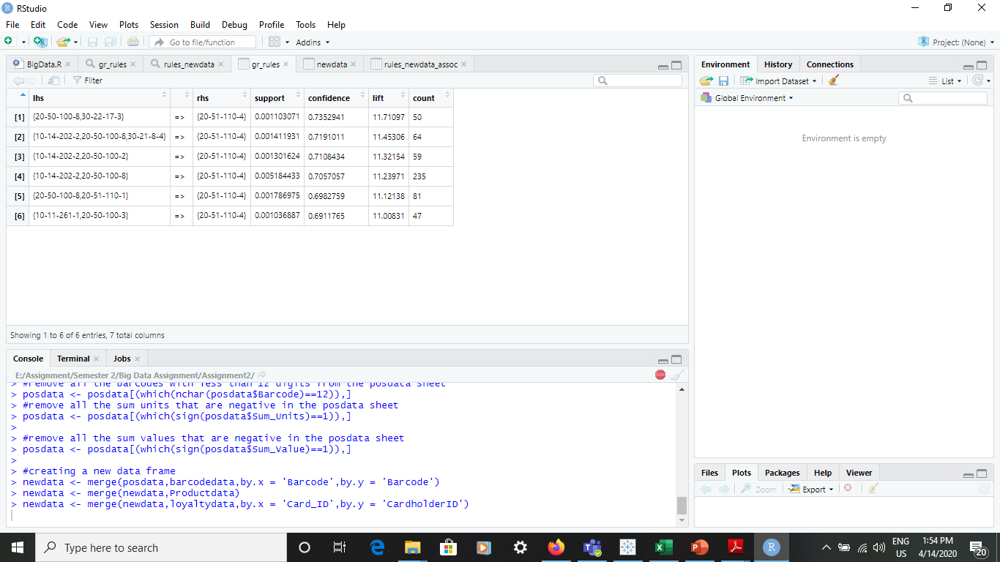 RStudio
File Edit Code View Plots Session Build Debug Profile Tools Help
Go to file/function Addins Project: (None)
BigData.R gr_rules rules_newdata gr_rules newdata rules_newdata_assoc
Filter
lhs rhs support confidence lift count
[1] {20-50-100-8,30-22-17-3} => {20-51-110-4} 0.001103071 0.7352941 11.71097 50
[2] {10-14-202-2,20-50-100-8,30-21-8-4} => {20-51-110-4} 0.001411931 0.7191011 11.45306 64
[3] {10-14-202-2,20-50-100-2} => {20-51-110-4} 0.001301624 0.7108434 11.32154 59
[4] {10-14-202-2,20-50-100-8} => {20-51-110-4} 0.005184433 0.7057057 11.23971 235
[5] {20-50-100-8,20-51-110-1} => {20-51-110-4} 0.001786975 0.6982759 11.12138 81
[6] {10-11-261-1,20-50-100-3} => {20-51-110-4} 0.001036887 0.6911765 11.00831 47
Showing 1 to 6 of 6 entries, 7 total columns
Console Terminal Jobs
E:/Assignment/Semester 2/Big Data Assignment/Assignment2/
STOP
> #remove all the barcodes with less than 12 digits from the posdata sheet
> posdata <- posdata[(which(nchar(posdata$Barcode)==12)),]
> #remove all the sum units that are negative in the posdata sheet
> posdata <- posdata[(which(sign(posdata$Sum_Units)==1)),]
>
> #remove all the sum values that are negative in the posdata sheet
> posdata <- posdata[(which(sign(posdata$Sum_Value)==1)),]
>
> #creating a new data frame
> newdata <- merge(posdata,barcodedata,by.x = 'Barcode',by.y = 'Barcode')
> newdata <- merge(newdata,Productdata)
> newdata <- merge(newdata,loyaltydata,by.x = 'Card_ID',by.y = 'CardholderID')
Environment History Connections
Import Dataset List
Global Environment
Environment is empty
Files Plots Packages Help Viewer
Zoom Export
Type here to search
ENG
US
1:54 PM
4/14/2020
20